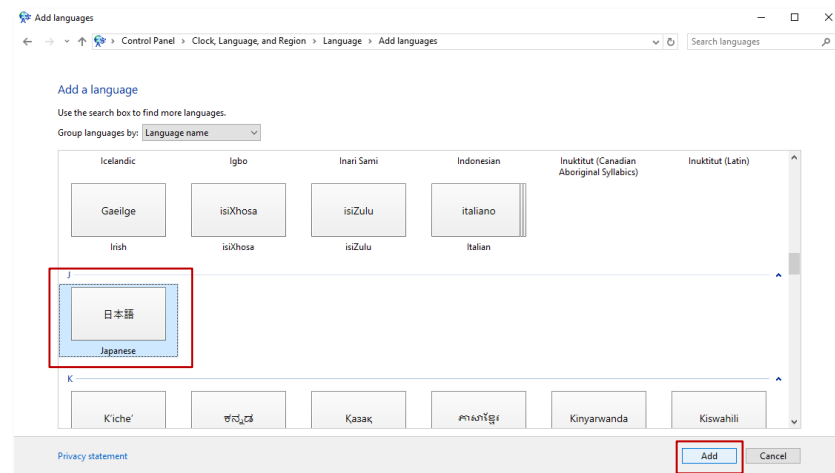 Add languages
Control Panel > Clock, Language, and Region > Language > Add languages
Search languages
Add a language
Use the search box to find more languages.
Group languages by: Language name
Icelandic Igbo Inari Sami Indonesian Inuktitut (Canadian Aboriginal Syllabics) Inuktitut (Latin)
Gaeilge isiXhosa isiZulu italiano
Irish isiXhosa isiZulu Italian
J
日本語
Japanese
K
K'iche' ಕನ್ನಡ Қазақ ភាសាខ្មែរ Kinyarwanda Kiswahili
Privacy statement
Add Cancel